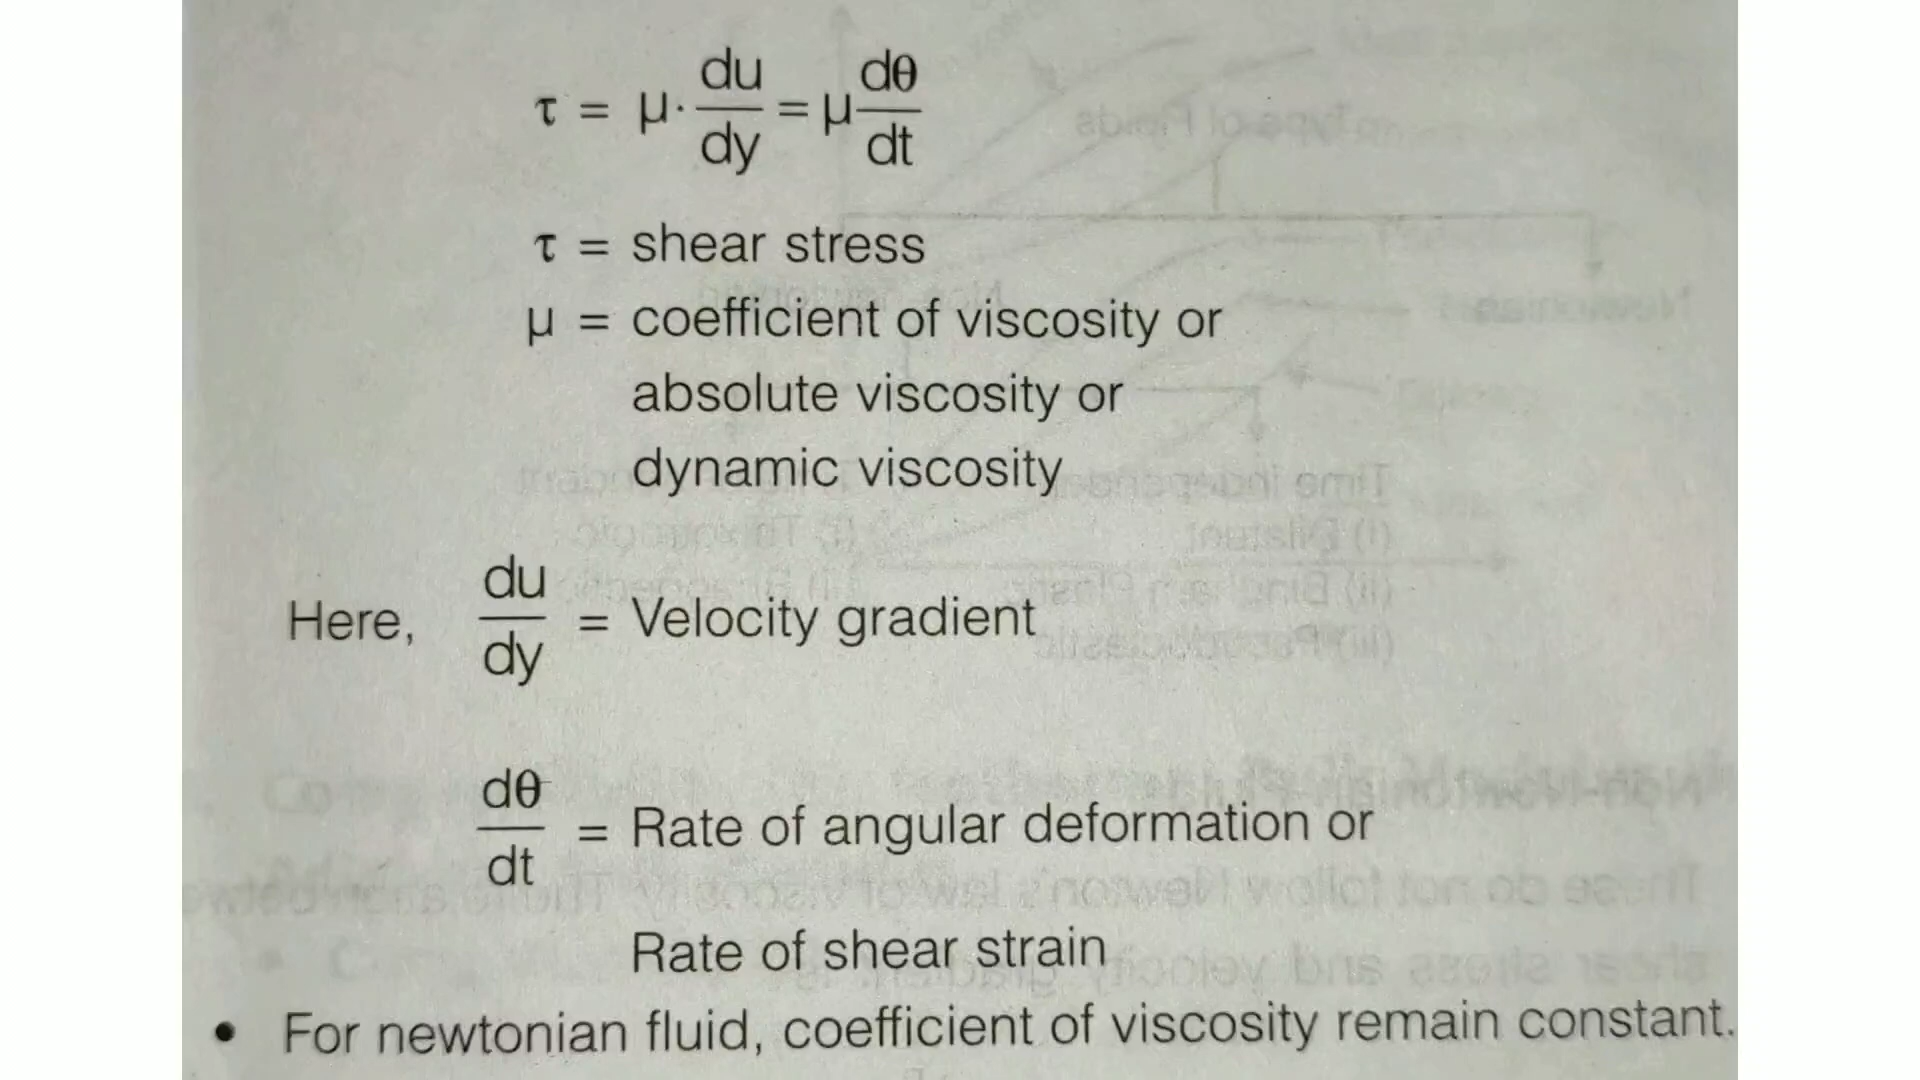 τ = μ· du/dy = μ dθ/dt
τ = shear stress
μ = coefficient of viscosity or
absolute viscosity or
dynamic viscosity
Here, du/dy = Velocity gradient
dθ/dt = Rate of angular deformation or
Rate of shear strain
• For newtonian fluid, coefficient of viscosity remain constant.